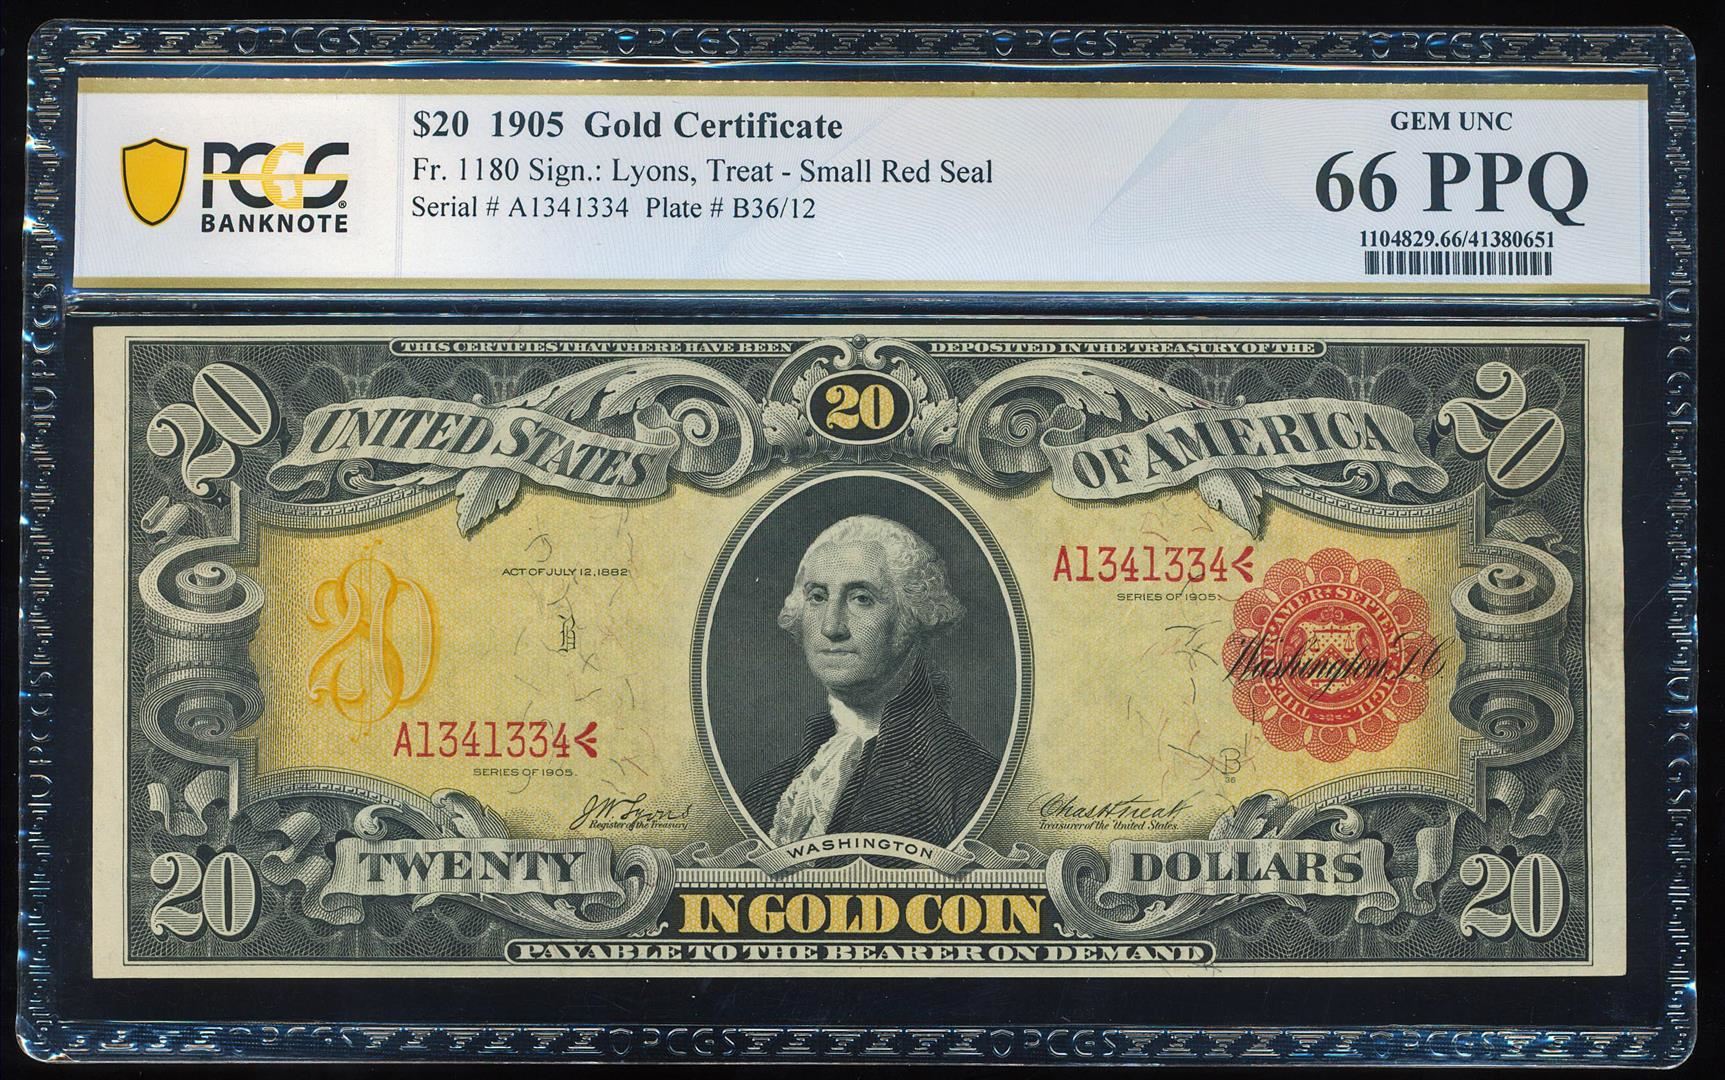 PCGS
BANKNOTE
$20 1905 Gold Certificate
Fr. 1180 Sign.: Lyons, Treat - Small Red Seal
Serial # A1341334 Plate # B36/12
GEM UNC
66 PPQ
1104829.66/41380651
THIS CERTIFIES THAT THERE HAVE BEEN DEPOSITED IN THE TREASURY OF THE
20 20 20
UNITED STATES OF AMERICA
ACT OF JULY 12, 1882
A1341334
SERIES OF 1905.
20
B
Washington, D.C.
A1341334
SERIES OF 1905.
B
36
J.W. Lyons
Register of the Treasury
Chas H Treat
Treasurer of the United States.
WASHINGTON
20 TWENTY DOLLARS 20
IN GOLD COIN
PAYABLE TO THE BEARER ON DEMAND